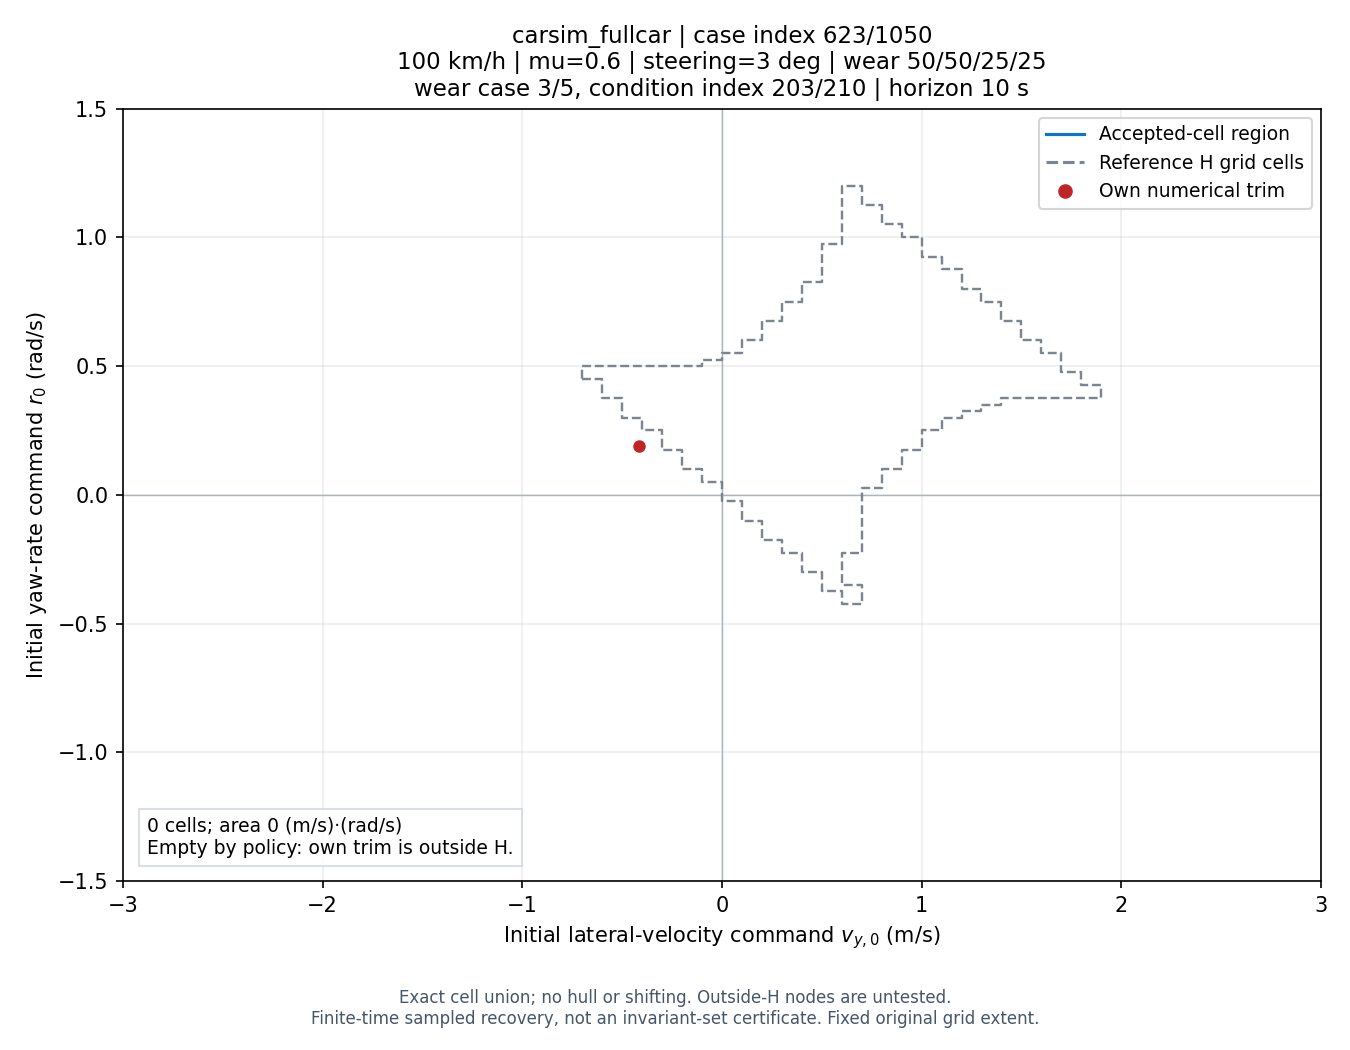 carsim_fullcar | case index 623/1050
100 km/h | mu=0.6 | steering=3 deg | wear 50/50/25/25
wear case 3/5, condition index 203/210 | horizon 10 s
Accepted-cell region
Reference H grid cells
Own numerical trim
1.5
1.0
0.5
0.0
−0.5
−1.0
−1.5
Initial yaw-rate command r0 (rad/s)
0 cells; area 0 (m/s)·(rad/s)
Empty by policy: own trim is outside H.
−3
−2
−1
0
1
2
3
Initial lateral-velocity command vy,0 (m/s)
Exact cell union; no hull or shifting. Outside-H nodes are untested.
Finite-time sampled recovery, not an invariant-set certificate. Fixed original grid extent.